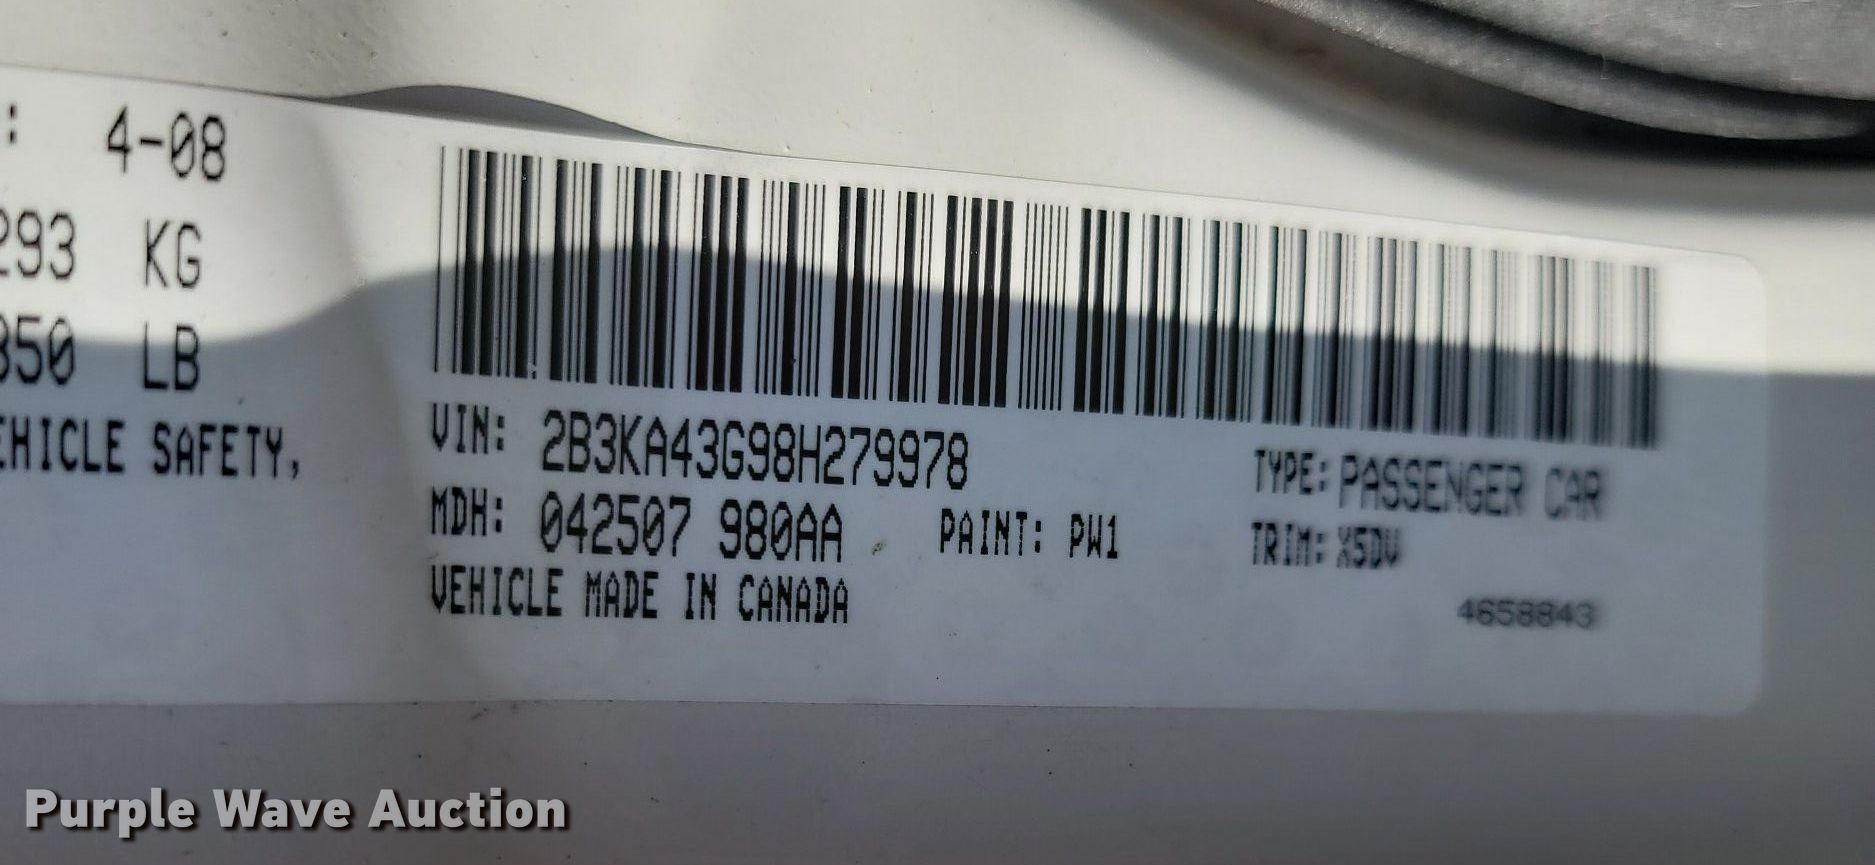 : 4-08
293 KG
850 LB
EHICLE SAFETY,
VIN: 2B3KA43G98H279978
MDH: 042507 980AA PAINT: PW1
VEHICLE MADE IN CANADA
TYPE: PASSENGER CAR
TRIM: X5DV
4658843
Purple Wave Auction